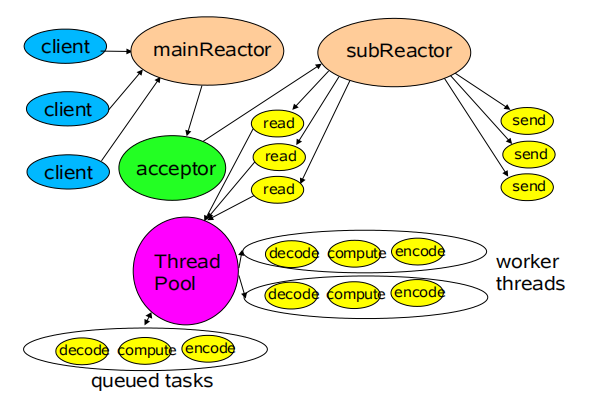 client
mainReactor
subReactor
client
client
acceptor
read
read
read
send
send
send
Thread
Pool
decode
compute
encode
decode
compute
encode
worker
threads
decode
compute
encode
queued tasks